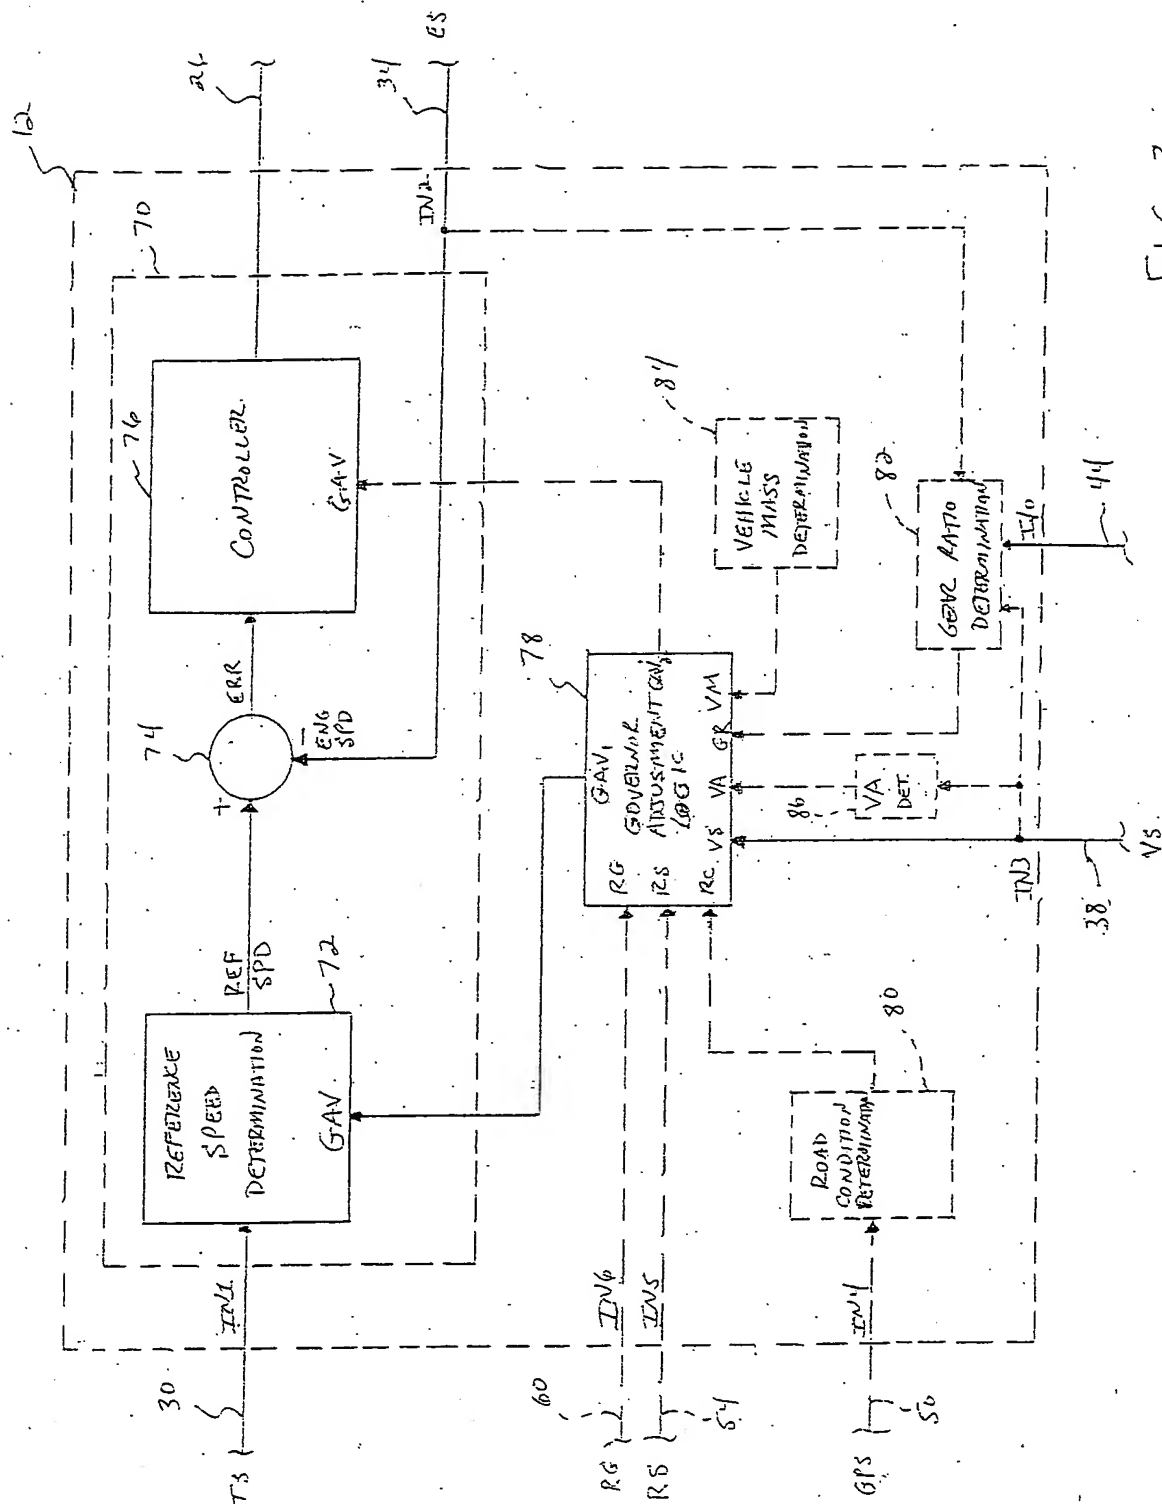 12
26
34
ES
70
IN2
76
CONTROLLER
GAV
ERR
74
+
−
ENG
SPD
REF
SPD
72
REFERENCE
SPEED
DETERMINATION
GAV
IN1
30
TS
84
VEHICLE
MASS
DETERMINATION
82
GEAR RATIO
DETERMINATION
I/O
44
78
GAV1
GAV2
GOVERNOR
ADJUSTMENT
LOGIC
RG
RS
RC
VS
VA
GR
VM
86
VA
DET.
IN3
38
VS
80
ROAD
CONDITION
DETERMINATION
IN6
IN5
IN4
60
RG
54
RS
50
GPS